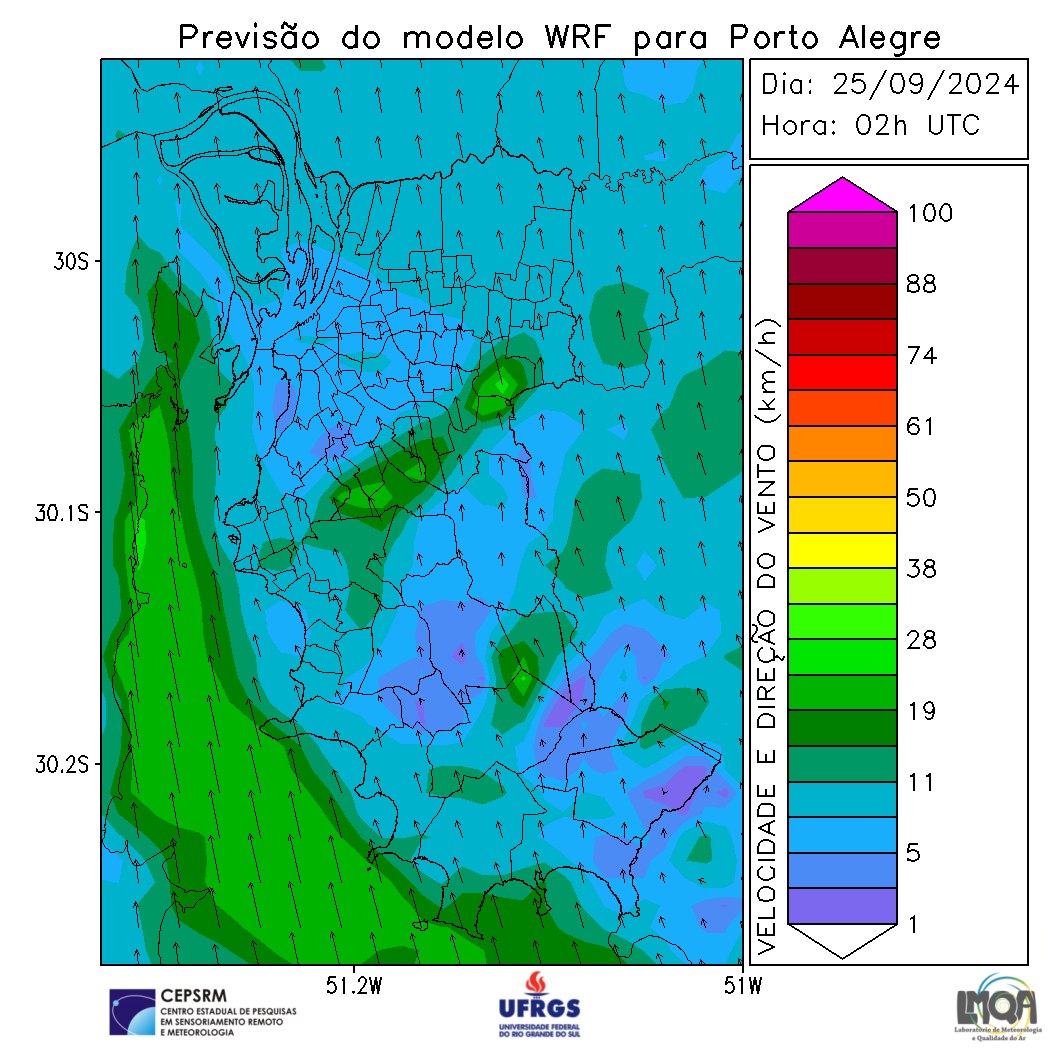 Previsão do modelo WRF para Porto Alegre
Dia: 25/09/2024
Hora: 02h UTC
30S
30.1S
30.2S
51.2W
51W
VELOCIDADE E DIREÇÃO DO VENTO (km/h)
100
88
74
61
50
38
28
19
11
5
1
CEPSRM
CENTRO ESTADUAL DE PESQUISAS
EM SENSORIAMENTO REMOTO
E METEOROLOGIA
UFRGS
UNIVERSIDADE FEDERAL
DO RIO GRANDE DO SUL
LMQA
Laboratório de Meteorologia
e Qualidade do Ar